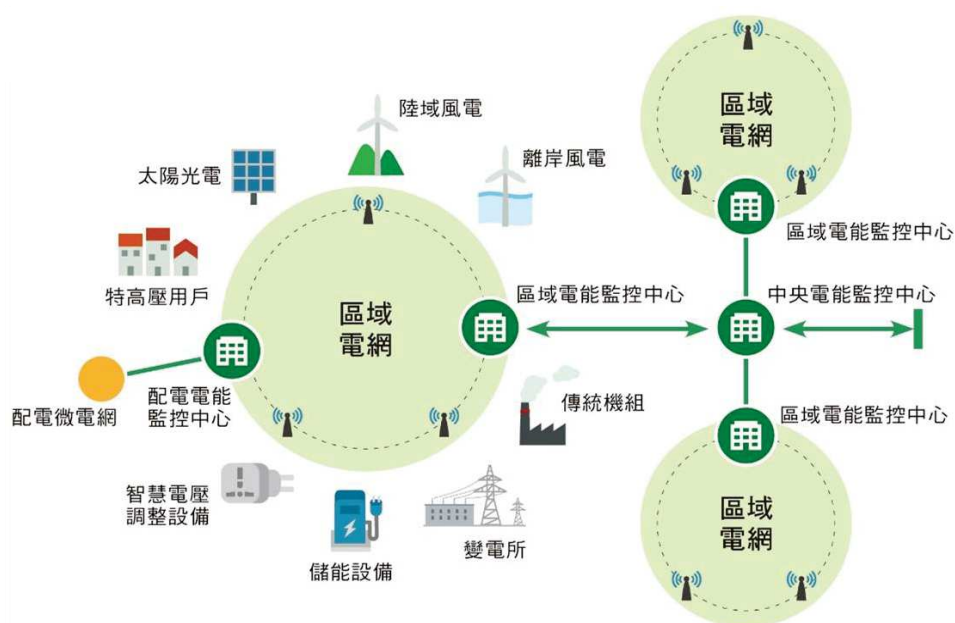 陸域風電
離岸風電
太陽光電
特高壓用戶
區域
電網
區域電能監控中心
配電微電網
配電電能
監控中心
傳統機組
智慧電壓
調整設備
儲能設備
變電所
區域
電網
區域電能監控中心
中央電能監控中心
區域電能監控中心
區域
電網